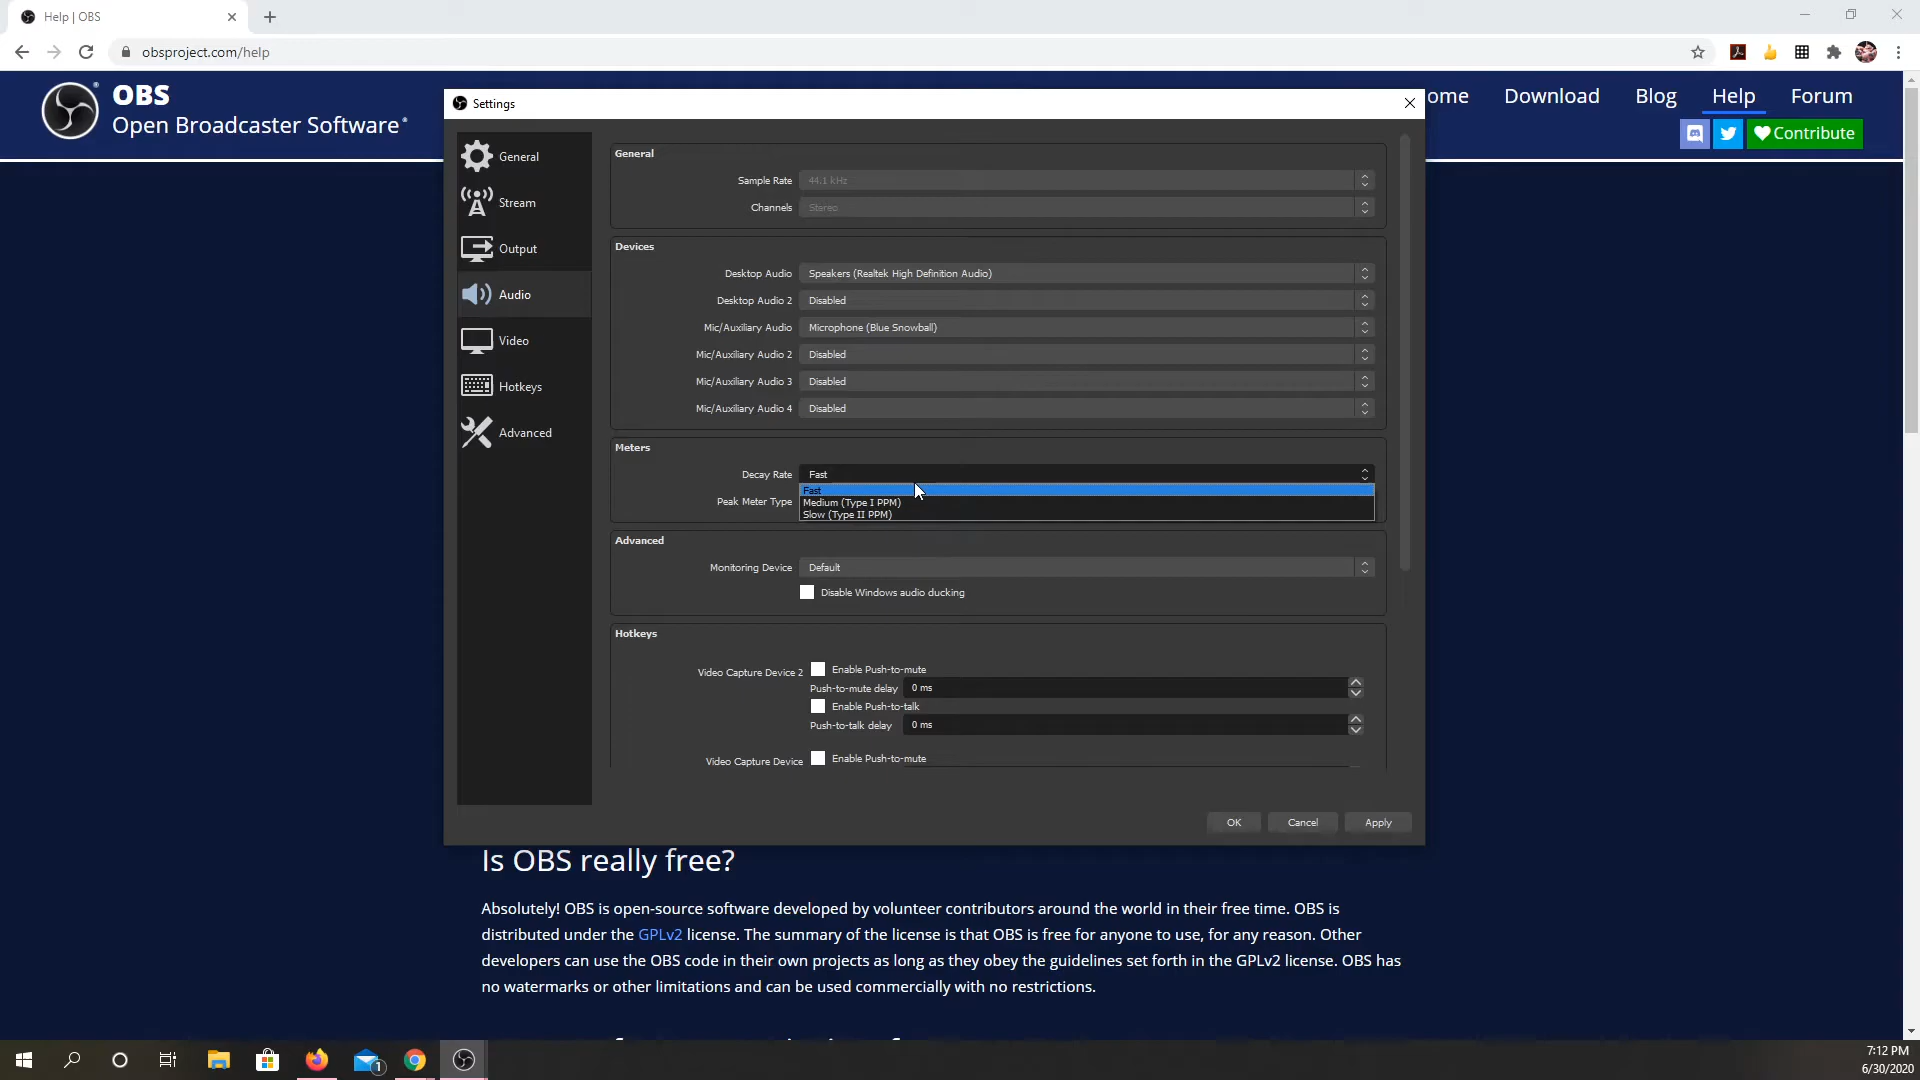 Help | OBS
obsproject.com/help
OBS
Open Broadcaster Software
ome
Download
Blog
Help
Forum
Contribute
Settings
General
Stream
Output
Audio
Video
Hotkeys
Advanced
General
Sample Rate 44.1 kHz
Channels Stereo
Devices
Desktop Audio Speakers (Realtek High Definition Audio)
Desktop Audio 2 Disabled
Mic/Auxiliary Audio Microphone (Blue Snowball)
Mic/Auxiliary Audio 2 Disabled
Mic/Auxiliary Audio 3 Disabled
Mic/Auxiliary Audio 4 Disabled
Meters
Decay Rate Fast
Fast
Peak Meter Type Medium (Type I PPM)
Slow (Type II PPM)
Advanced
Monitoring Device Default
Disable Windows audio ducking
Hotkeys
Video Capture Device 2 Enable Push-to-mute
Push-to-mute delay 0 ms
Enable Push-to-talk
Push-to-talk delay 0 ms
Video Capture Device Enable Push-to-mute
OK
Cancel
Apply
Is OBS really free?
Absolutely! OBS is open-source software developed by volunteer contributors around the world in their free time. OBS is
distributed under the GPLv2 license. The summary of the license is that OBS is free for anyone to use, for any reason. Other
developers can use the OBS code in their own projects as long as they obey the guidelines set forth in the GPLv2 license. OBS has
no watermarks or other limitations and can be used commercially with no restrictions.
1
7:12 PM
6/30/2020